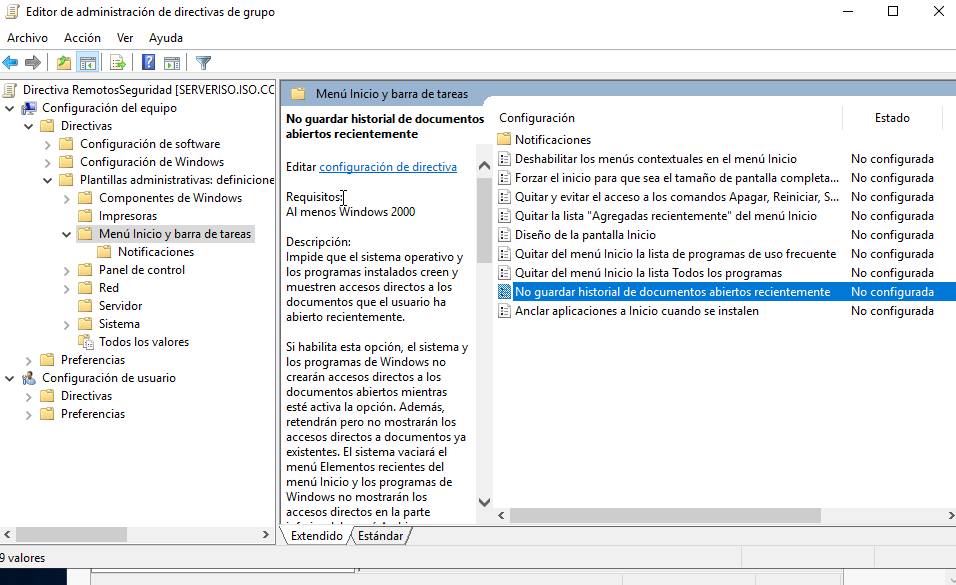 Editor de administración de directivas de grupo
Archivo Acción Ver Ayuda
Directiva RemotosSeguridad [SERVERISO.ISO.CC
Configuración del equipo
Directivas
Configuración de software
Configuración de Windows
Plantillas administrativas: definicione
Componentes de Windows
Impresoras
Menú Inicio y barra de tareas
Notificaciones
Panel de control
Red
Servidor
Sistema
Todos los valores
Preferencias
Configuración de usuario
Directivas
Preferencias
Menú Inicio y barra de tareas
No guardar historial de documentos
abiertos recientemente
Editar configuración de directiva
Requisitos:
Al menos Windows 2000
Descripción:
Impide que el sistema operativo y
los programas instalados creen y
muestren accesos directos a los
documentos que el usuario ha
abierto recientemente.
Si habilita esta opción, el sistema y
los programas de Windows no
crearán accesos directos a los
documentos abiertos mientras
esté activa la opción. Además,
retendrán pero no mostrarán los
accesos directos a documentos ya
existentes. El sistema vaciará el
menú Elementos recientes del
menú Inicio y los programas de
Windows no mostrarán los
accesos directos en la parte
Configuración Estado
Notificaciones
Deshabilitar los menús contextuales en el menú Inicio No configurada
Forzar el inicio para que sea el tamaño de pantalla completa... No configurada
Quitar y evitar el acceso a los comandos Apagar, Reiniciar, S... No configurada
Quitar la lista "Agregadas recientemente" del menú Inicio No configurada
Diseño de la pantalla Inicio No configurada
Quitar del menú Inicio la lista de programas de uso frecuente No configurada
Quitar del menú Inicio la lista Todos los programas No configurada
No guardar historial de documentos abiertos recientemente No configurada
Anclar aplicaciones a Inicio cuando se instalen No configurada
Extendido Estándar
9 valores